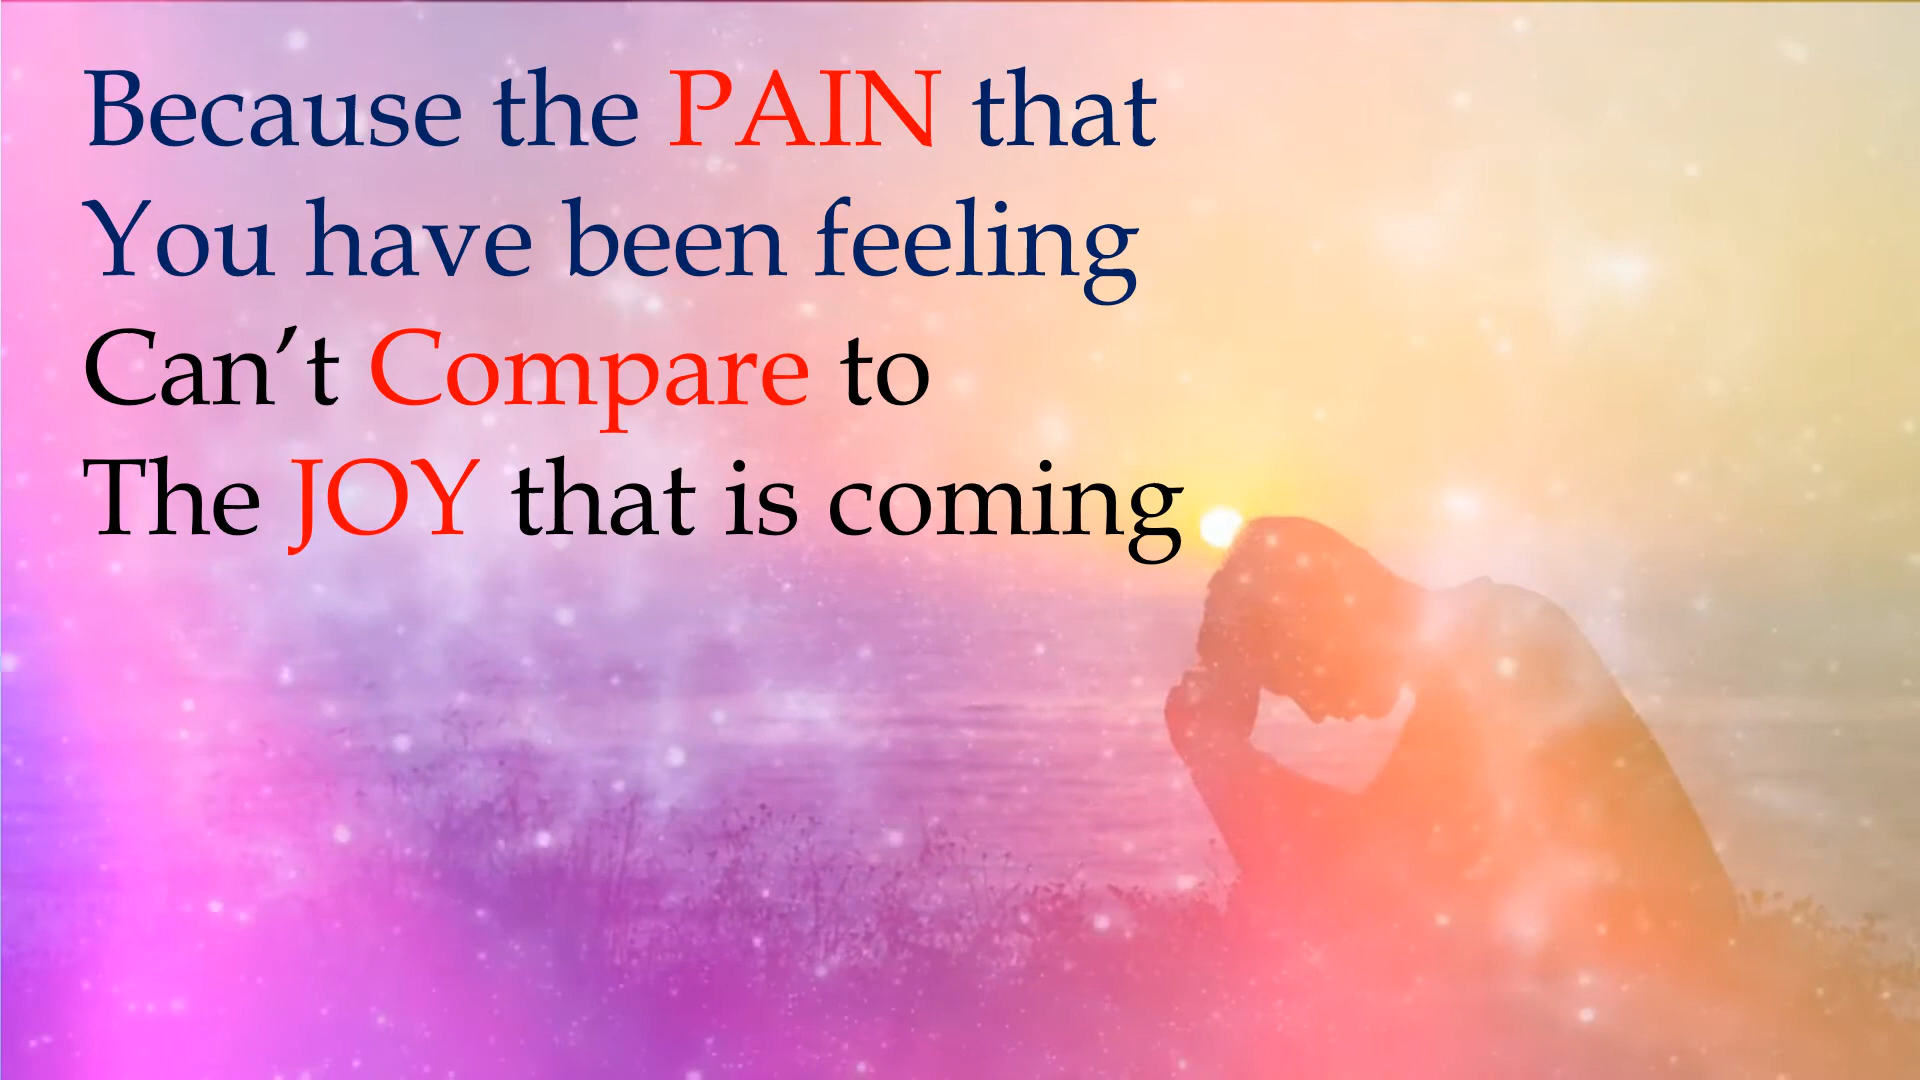 Because the PAIN that
You have been feeling
Can’t Compare to
The JOY that is coming